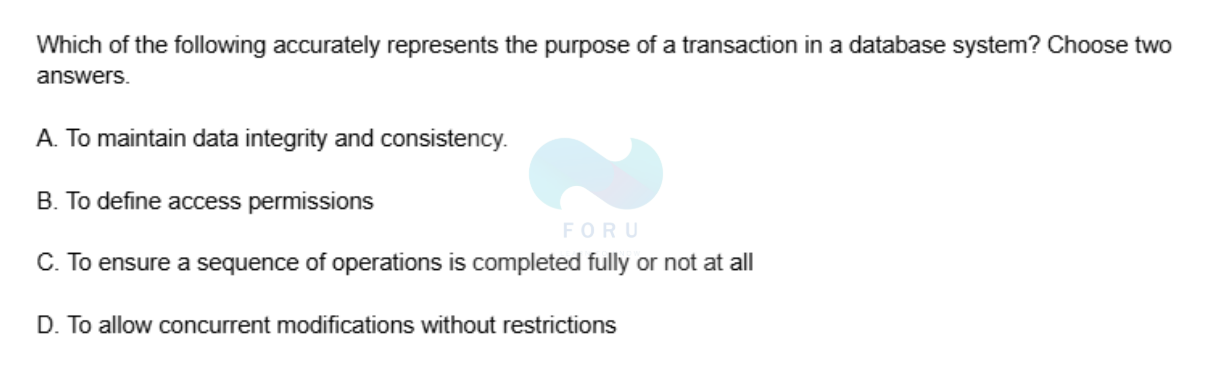 Which of the following accurately represents the purpose of a transaction in a database system? Choose two
answers.
A. To maintain data integrity and consistency.
B. To define access permissions
FORU
C. To ensure a sequence of operations is completed fully or not at all
D. To allow concurrent modifications without restrictions